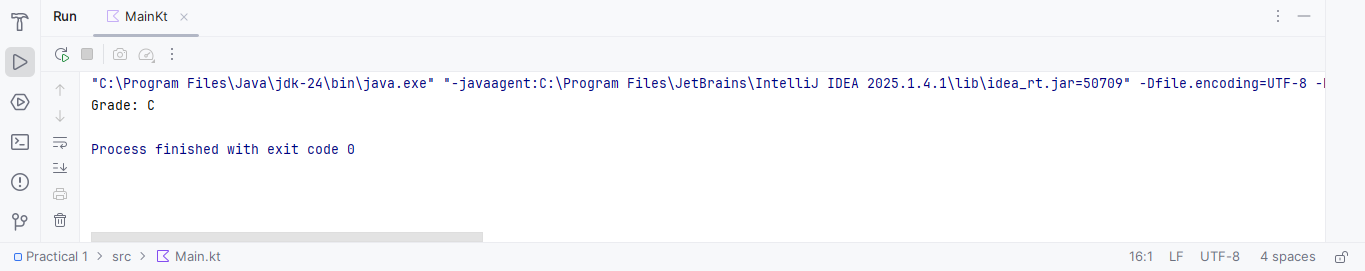 Run MainKt
"C:\Program Files\Java\jdk-24\bin\java.exe" "-javaagent:C:\Program Files\JetBrains\IntelliJ IDEA 2025.1.4.1\lib\idea_rt.jar=50709" -Dfile.encoding=UTF-8
Grade: C
Process finished with exit code 0
Practical 1 > src > Main.kt 16:1 LF UTF-8 4 spaces